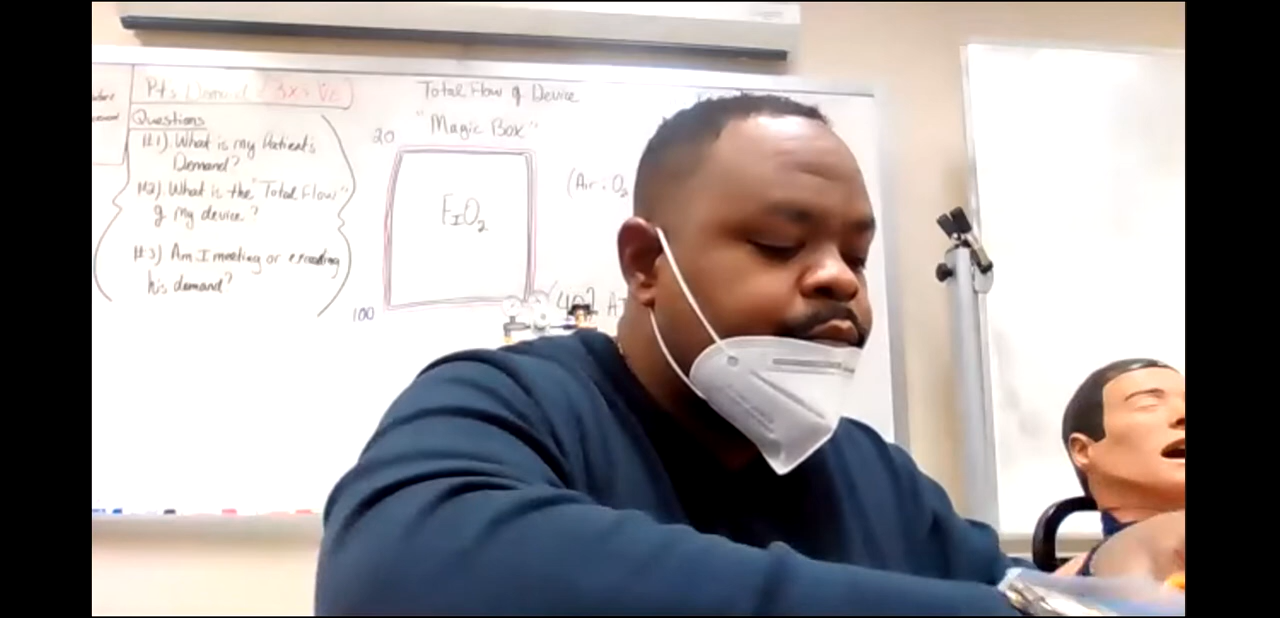 Pt's Demand 3x = V̇E
Questions
#1). What is my Patient's
Demand?
#2). What is the "Total Flow"
of my device?
#3) Am I meeting or exceeding
his demand?
Total Flow of Device
"Magic Box"
20
FIO2
100
(Air: O2